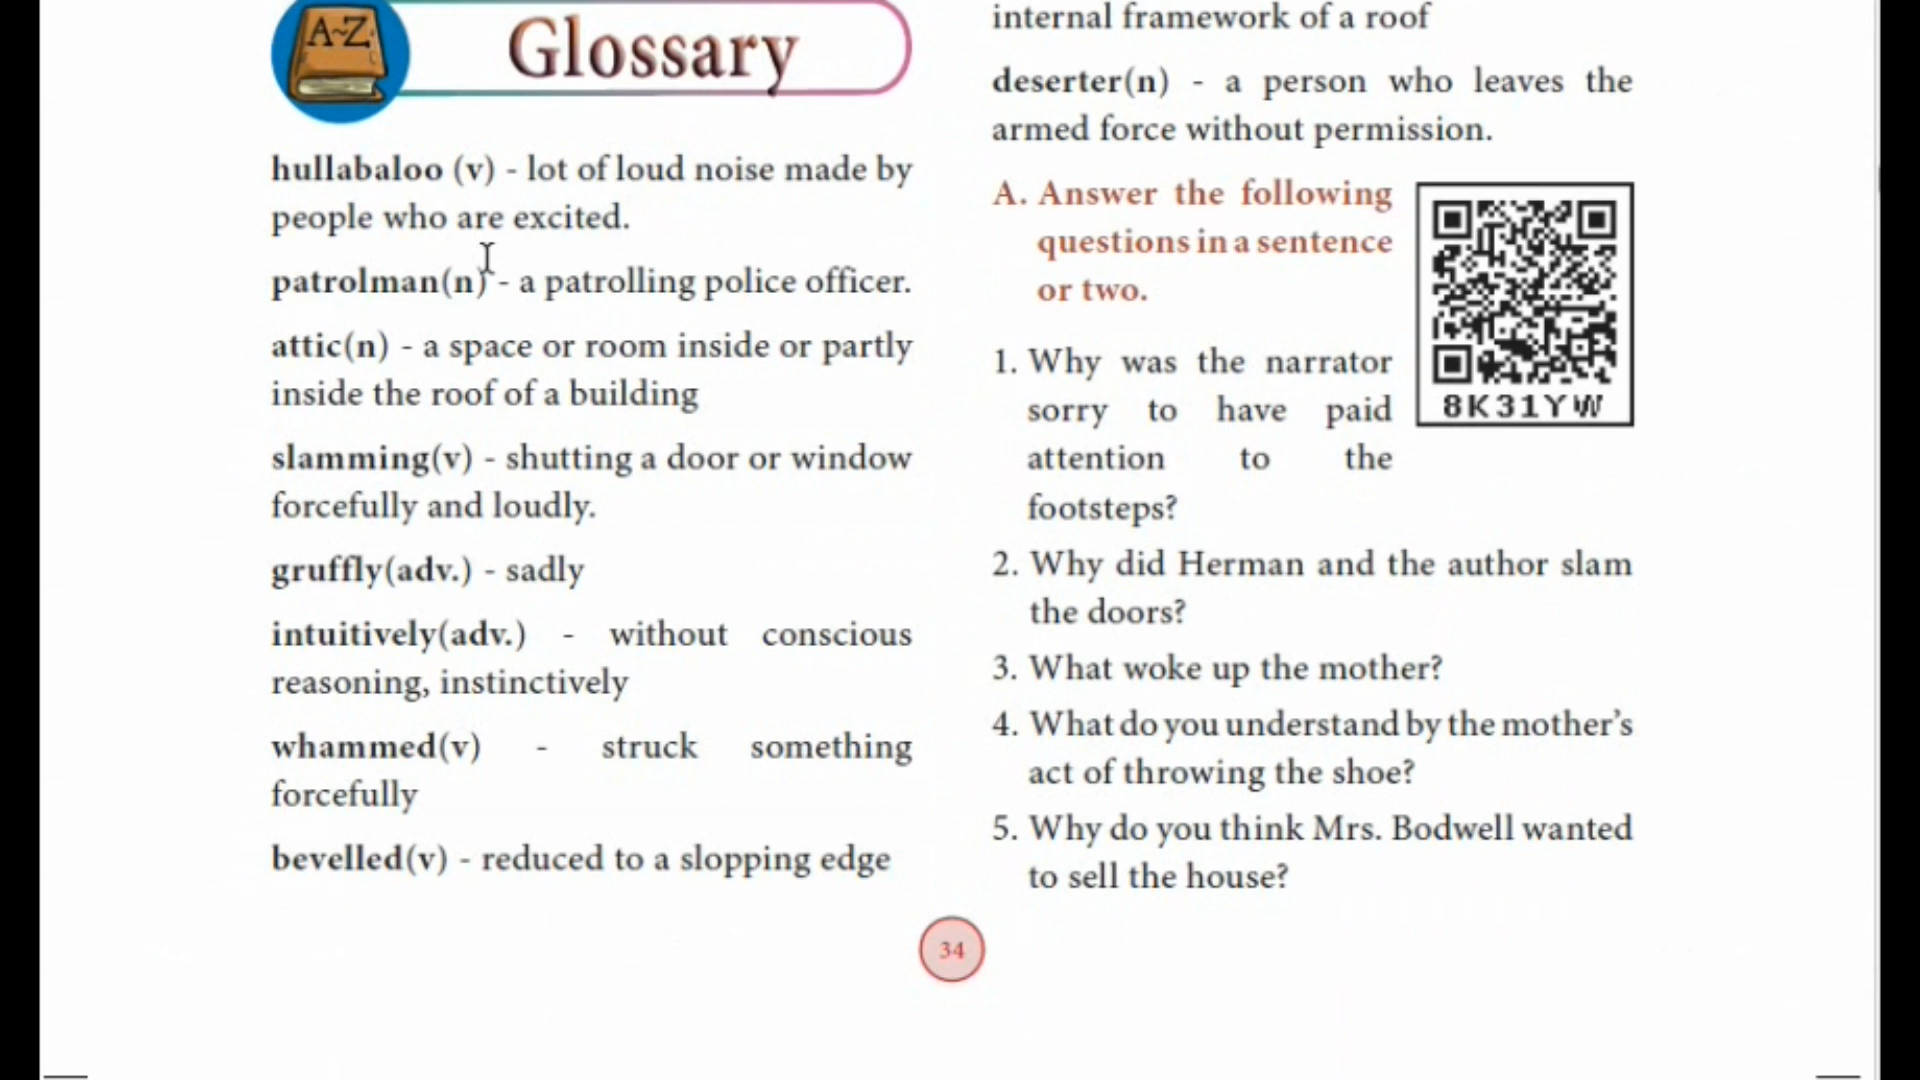 A~Z
Glossary
hullabaloo (v) - lot of loud noise made by
people who are excited.
patrolman(n) - a patrolling police officer.
attic(n) - a space or room inside or partly
inside the roof of a building
slamming(v) - shutting a door or window
forcefully and loudly.
gruffly(adv.) - sadly
intuitively(adv.) - without conscious
reasoning, instinctively
whammed(v) - struck something
forcefully
bevelled(v) - reduced to a slopping edge
internal framework of a roof
deserter(n) - a person who leaves the
armed force without permission.
A. Answer the following
questions in a sentence
or two.
8K31YW
1. Why was the narrator
sorry to have paid
attention to the
footsteps?
2. Why did Herman and the author slam
the doors?
3. What woke up the mother?
4. What do you understand by the mother’s
act of throwing the shoe?
5. Why do you think Mrs. Bodwell wanted
to sell the house?
34